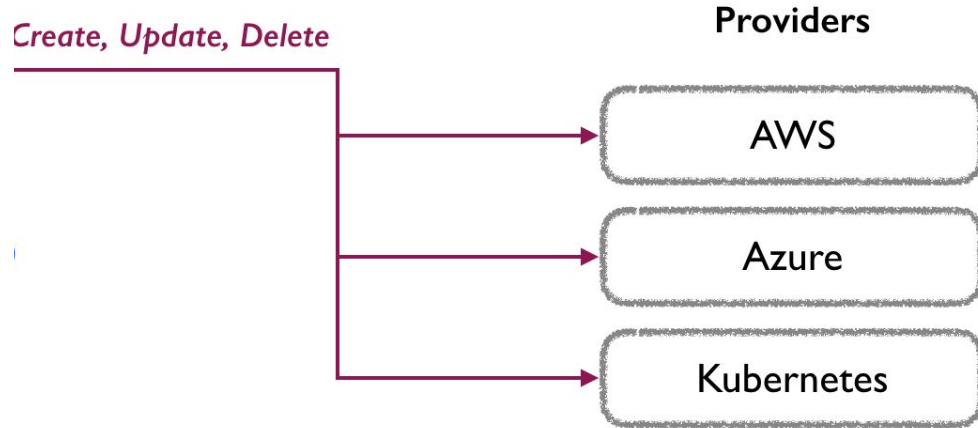 Create, Update, Delete
Providers
AWS
Azure
Kubernetes